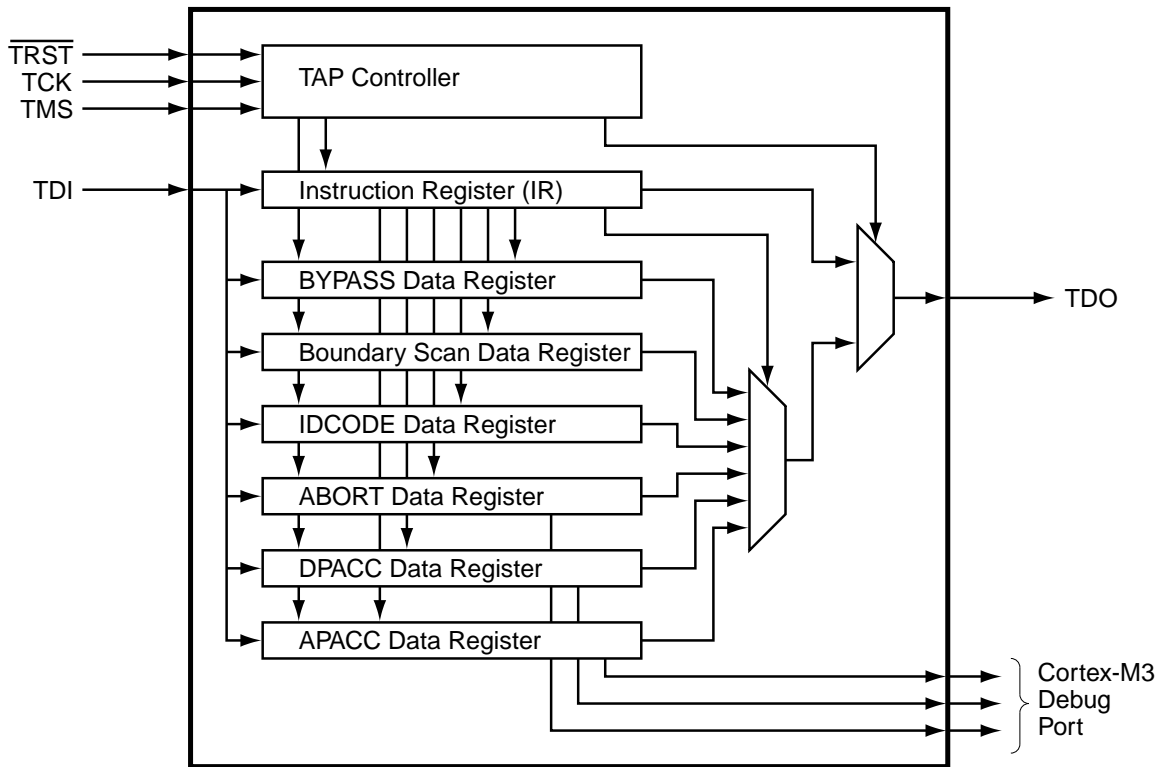 TRST
TCK
TMS
TDI
TAP Controller
Instruction Register (IR)
BYPASS Data Register
Boundary Scan Data Register
IDCODE Data Register
ABORT Data Register
DPACC Data Register
APACC Data Register
TDO
Cortex-M3
Debug
Port